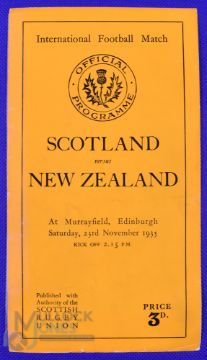 International Football Match
OFFICIAL
PROGRAMME
SCOTLAND
versus
NEW ZEALAND
At Murrayfield, Edinburgh
Saturday, 23rd November 1935
KICK OFF 2.15 P.M.
Published with
Authority of the
SCOTTISH
RUGBY
UNION
PRICE
3D.